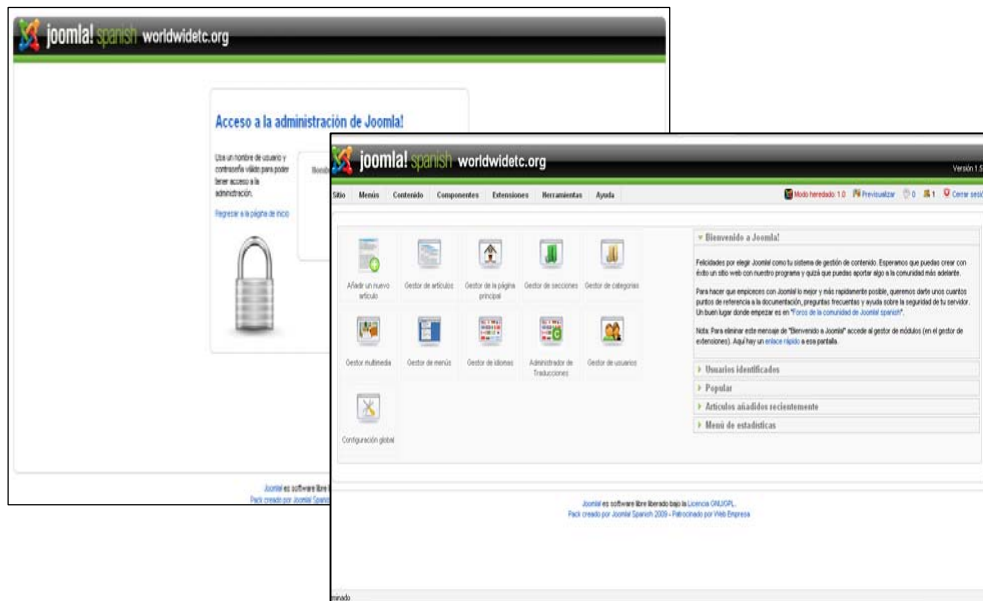 joomla! spanish worldwidetc.org
Acceso a la administración de Joomla!
Usa un nombre de usuario y
contraseña válido para poder
tener acceso a la
administración.
Regresar a la página de inicio
Joomla! es software libre
Pack creado por Joomla! Spanish
joomla! spanish worldwidetc.org
Versión 1.5
Sitio Menús Contenido Componentes Extensiones Herramientas Ayuda
Modo heredado: 1.0 Previsualizar 0 1 Cerrar sesió
Añadir un nuevo
artículo
Gestor de artículos
Gestor de la página
principal
Gestor de secciones
Gestor de categorías
Gestor multimedia
Gestor de menús
Gestor de idiomas
Administrador de
Traducciones
Gestor de usuarios
Configuración global
Bienvenido a Joomla!
Felicidades por elegir Joomla! como tu sistema de gestión de contenido. Esperamos que puedas crear con
éxito un sitio web con nuestro programa y quizá que puedas aportar algo a la comunidad más adelante.
Para hacer que empieces con Joomla! lo mejor y más rapidamente posible, queremos darte unos cuantos
puntos de referencia a la documentación, preguntas frecuentes y ayuda sobre la seguridad de tu servidor.
Un buen lugar donde empezar es en "Foros de la comunidad de Joomla! spanish".
Nota: Para eliminar este mensaje de "Bienvenido a Joomla!" accede al gestor de módulos (en el gestor de
extensiones). Aquí hay un enlace rápido a esa pantalla.
Usuarios identificados
Popular
Artículos añadidos recientemente
Menú de estadísticas
Joomla! es software libre liberado bajo la Licencia GNU/GPL.
Pack creado por Joomla! Spanish 2009 - Patrocinado por Web Empresa
minado